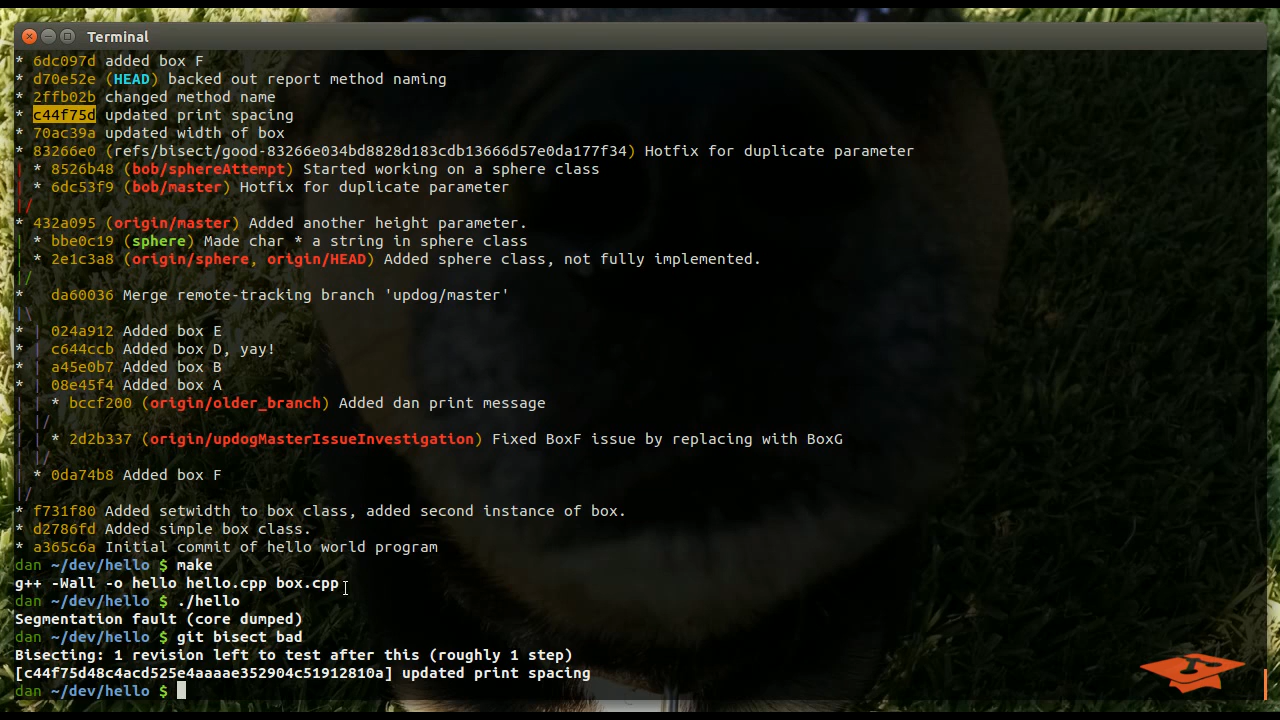 Terminal
* 6dc097d added box F
* d70e52e (HEAD) backed out report method naming
* 2ffb02b changed method name
* c44f75d updated print spacing
* 70ac39a updated width of box
* 83266e0 (refs/bisect/good-83266e034bd8828d183cdb13666d57e0da177f34) Hotfix for duplicate parameter
| * 8526b48 (bob/sphereAttempt) Started working on a sphere class
| * 6dc53f9 (bob/master) Hotfix for duplicate parameter
|/
* 432a095 (origin/master) Added another height parameter.
| * bbe0c19 (sphere) Made char * a string in sphere class
| * 2e1c3a8 (origin/sphere, origin/HEAD) Added sphere class, not fully implemented.
|/
*   da60036 Merge remote-tracking branch 'updog/master'
|\
* | 024a912 Added box E
* | c644ccb Added box D, yay!
* | a45e0b7 Added box B
* | 08e45f4 Added box A
| | * bccf200 (origin/older_branch) Added dan print message
| |/
| | * 2d2b337 (origin/updogMasterIssueInvestigation) Fixed BoxF issue by replacing with BoxG
| |/
| * 0da74b8 Added box F
|/
* f731f80 Added setwidth to box class, added second instance of box.
* d2786fd Added simple box class.
* a365c6a Initial commit of hello world program
dan ~/dev/hello $ make
g++ -Wall -o hello hello.cpp box.cpp
dan ~/dev/hello $ ./hello
Segmentation fault (core dumped)
dan ~/dev/hello $ git bisect bad
Bisecting: 1 revision left to test after this (roughly 1 step)
[c44f75d48c4acd525e4aaaae352904c51912810a] updated print spacing
dan ~/dev/hello $